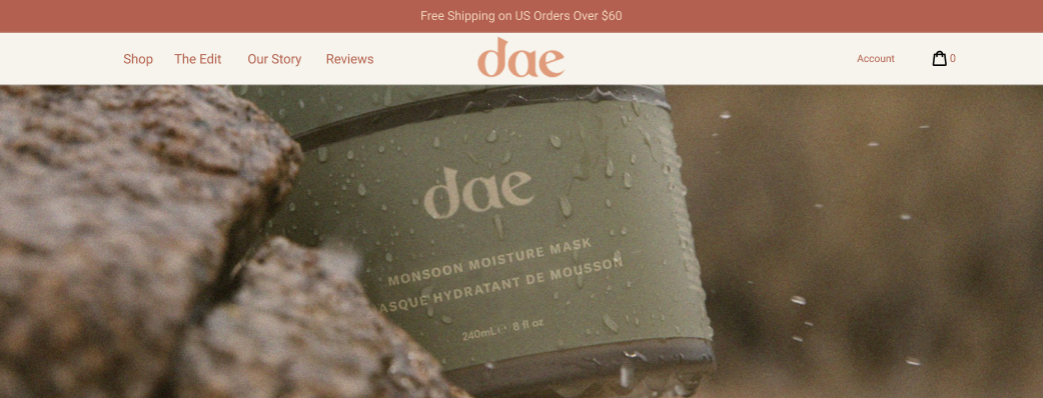 Free Shipping on US Orders Over $60
Shop The Edit Our Story Reviews dae Account 0
dae
MONSOON MOISTURE MASK
ASQUE HYDRATANT DE MOUSSON
240mL℮ 8 fl oz